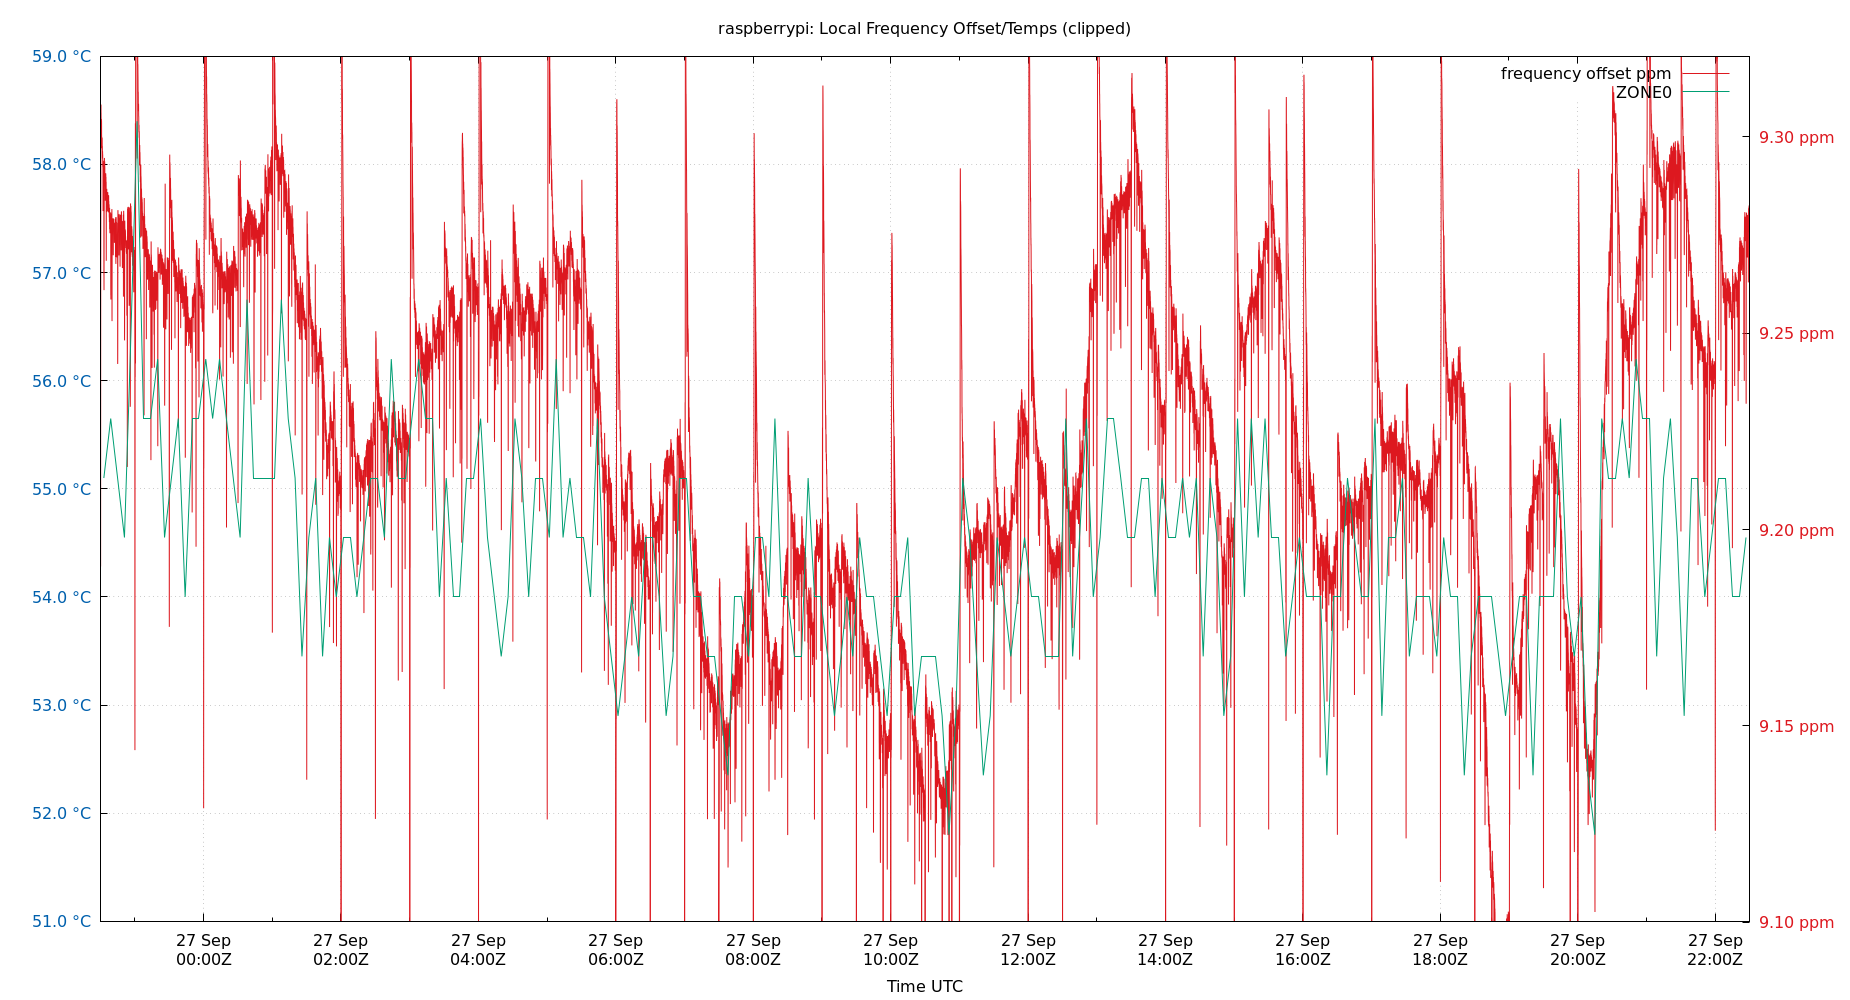 raspberrypi: Local Frequency Offset/Temps (clipped)
frequency offset ppm
ZONE0
59.0 °C
58.0 °C
57.0 °C
56.0 °C
55.0 °C
54.0 °C
53.0 °C
52.0 °C
51.0 °C
9.30 ppm
9.25 ppm
9.20 ppm
9.15 ppm
9.10 ppm
27 Sep
00:00Z
27 Sep
02:00Z
27 Sep
04:00Z
27 Sep
06:00Z
27 Sep
08:00Z
27 Sep
10:00Z
27 Sep
12:00Z
27 Sep
14:00Z
27 Sep
16:00Z
27 Sep
18:00Z
27 Sep
20:00Z
27 Sep
22:00Z
Time UTC